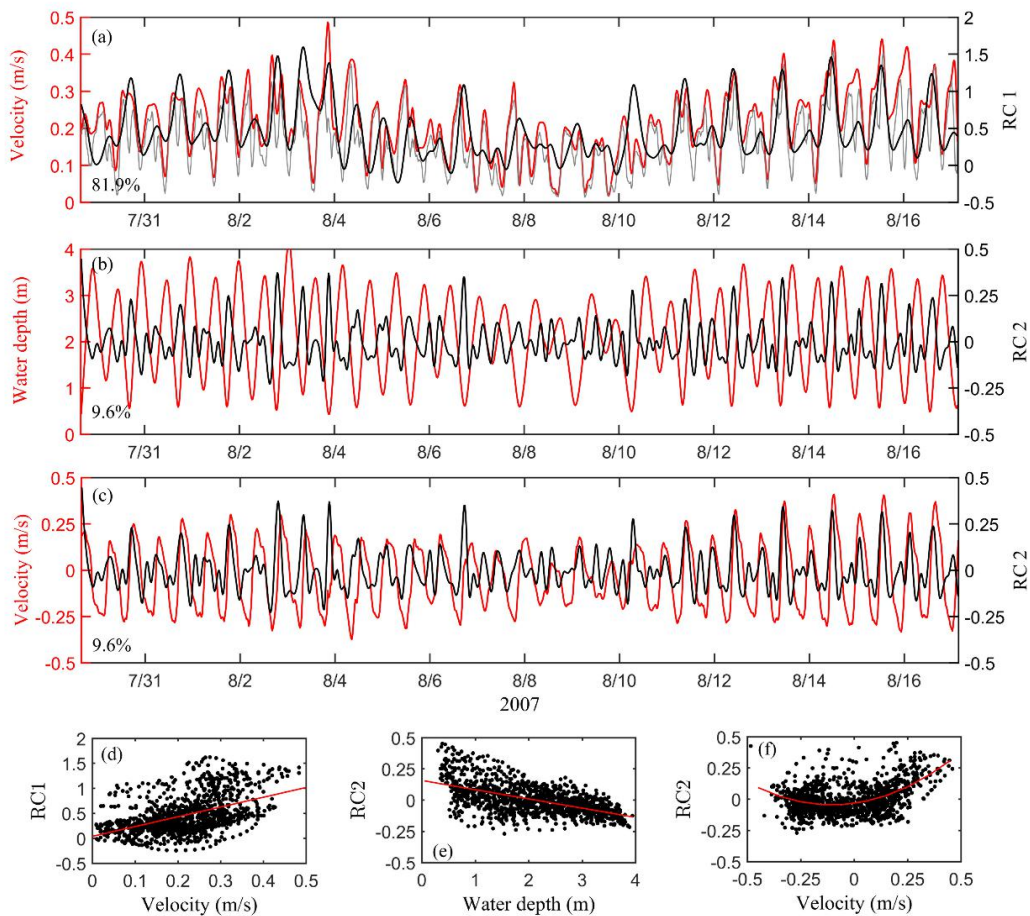 (a)
Velocity (m/s)
0.5
0.4
0.3
0.2
0.1
0
2
1.5
1
0.5
0
-0.5
RC 1
81.9%
7/31 8/2 8/4 8/6 8/8 8/10 8/12 8/14 8/16
(b)
Water depth (m)
4
3
2
1
0
0.5
0.25
0
-0.25
-0.5
RC 2
9.6%
7/31 8/2 8/4 8/6 8/8 8/10 8/12 8/14 8/16
(c)
Velocity (m/s)
0.5
0.25
0
-0.25
-0.5
0.5
0.25
0
-0.25
-0.5
RC 2
9.6%
7/31 8/2 8/4 8/6 8/8 8/10 8/12 8/14 8/16
2007
(d)
RC1
2
1.5
1
0.5
0
-0.5
0 0.1 0.2 0.3 0.4 0.5
Velocity (m/s)
RC2
0.5
0.25
0
-0.25
-0.5
(e)
0 1 2 3 4
Water depth (m)
(f)
RC2
0.5
0.25
0
-0.25
-0.5
-0.5 -0.25 0 0.25 0.5
Velocity (m/s)